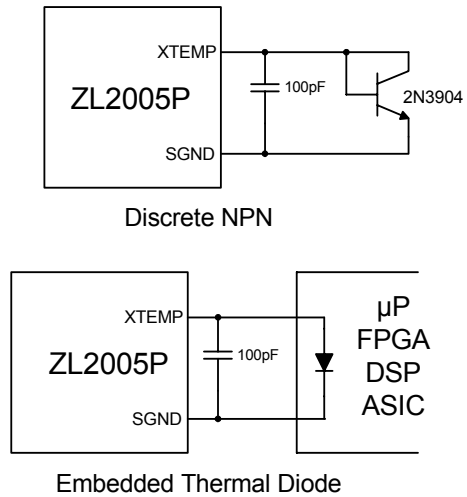 XTEMP
ZL2005P
100pF
2N3904
SGND
Discrete NPN
XTEMP
µP
FPGA
ZL2005P
100pF
DSP
ASIC
SGND
Embedded Thermal Diode